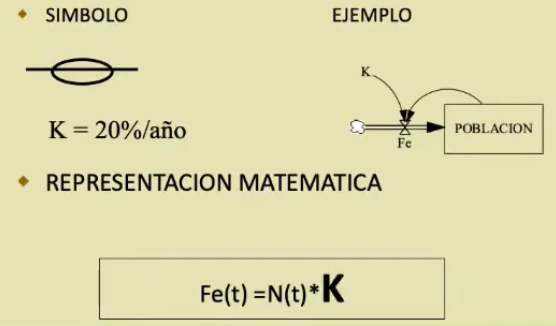 SIMBOLO
EJEMPLO
K
K = 20%/año
POBLACION
Fe
REPRESENTACION MATEMATICA
Fe(t) =N(t)*K